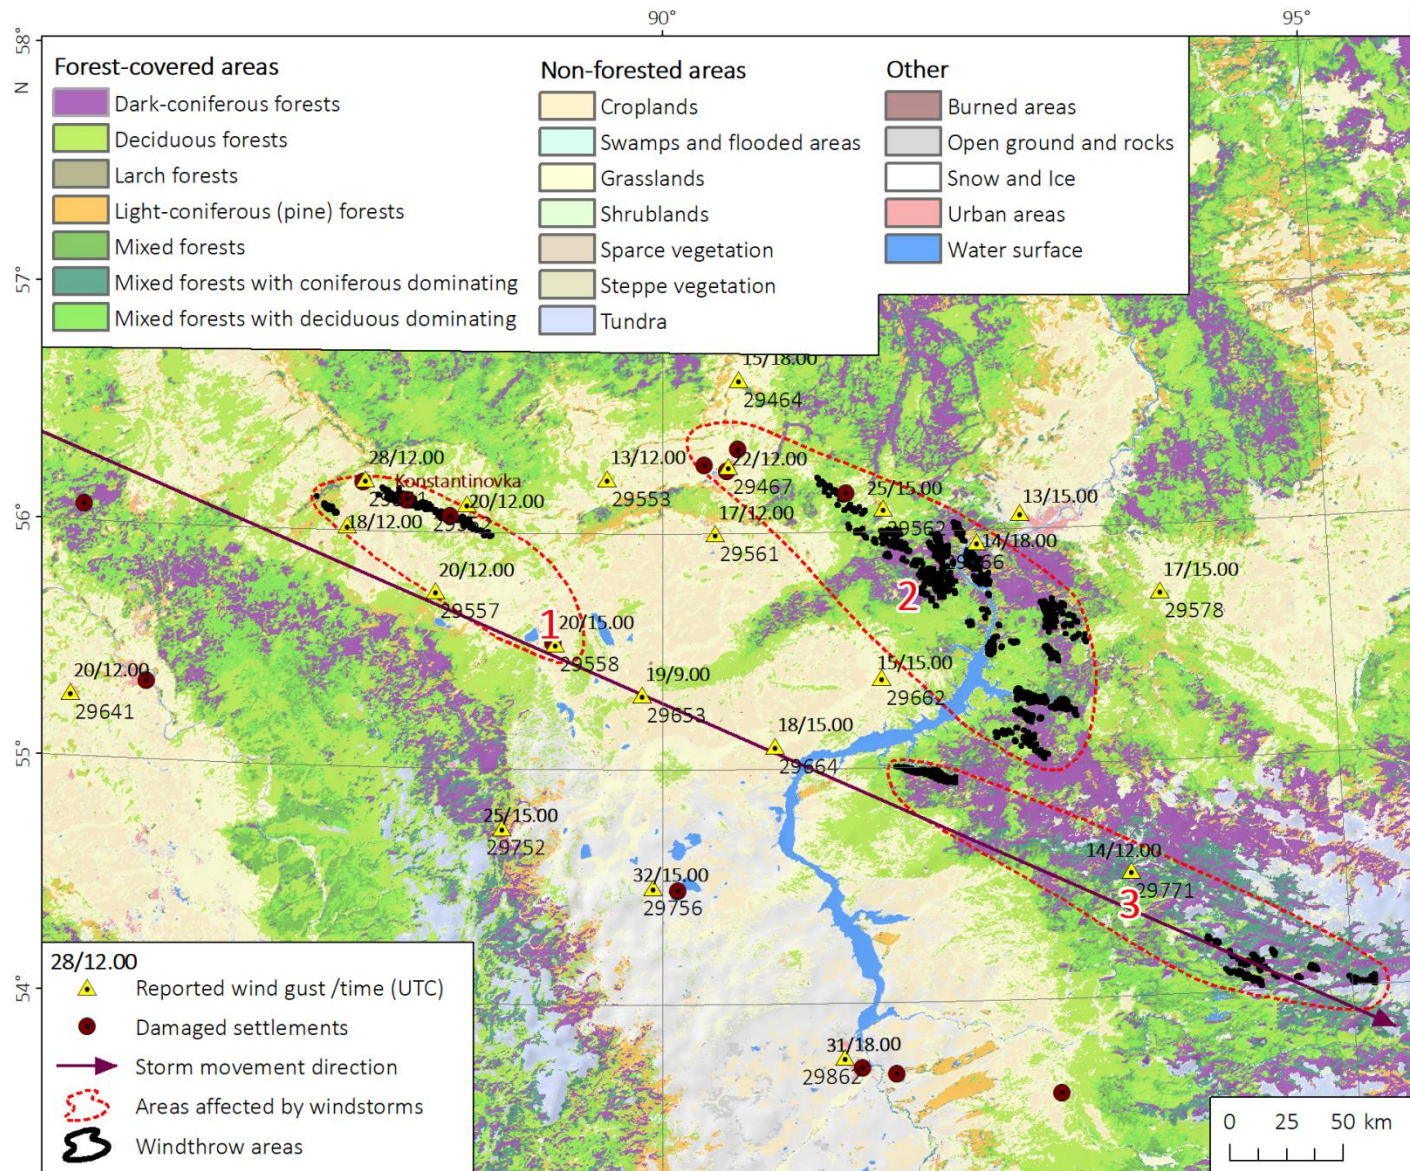 90°
95°
58°
N
57°
56°
55°
54°
Forest-covered areas
Dark-coniferous forests
Deciduous forests
Larch forests
Light-coniferous (pine) forests
Mixed forests
Mixed forests with coniferous dominating
Mixed forests with deciduous dominating
Non-forested areas
Croplands
Swamps and flooded areas
Grasslands
Shrublands
Sparce vegetation
Steppe vegetation
Tundra
Other
Burned areas
Open ground and rocks
Snow and Ice
Urban areas
Water surface
15/18.00
29464
28/12.00
Konstantinovka
20/12.00
18/12.00
13/12.00
29553
22/12.00
29467
17/12.00
29561
25/15.00
29562
13/15.00
14/18.00
17/15.00
29578
20/12.00
29557
1
20/15.00
29558
2
20/12.00
29641
19/9.00
29653
15/15.00
29662
18/15.00
29664
25/15.00
29752
32/15.00
29756
14/12.00
29771
3
31/18.00
29862
28/12.00
Reported wind gust /time (UTC)
Damaged settlements
Storm movement direction
Areas affected by windstorms
Windthrow areas
0 25 50 km